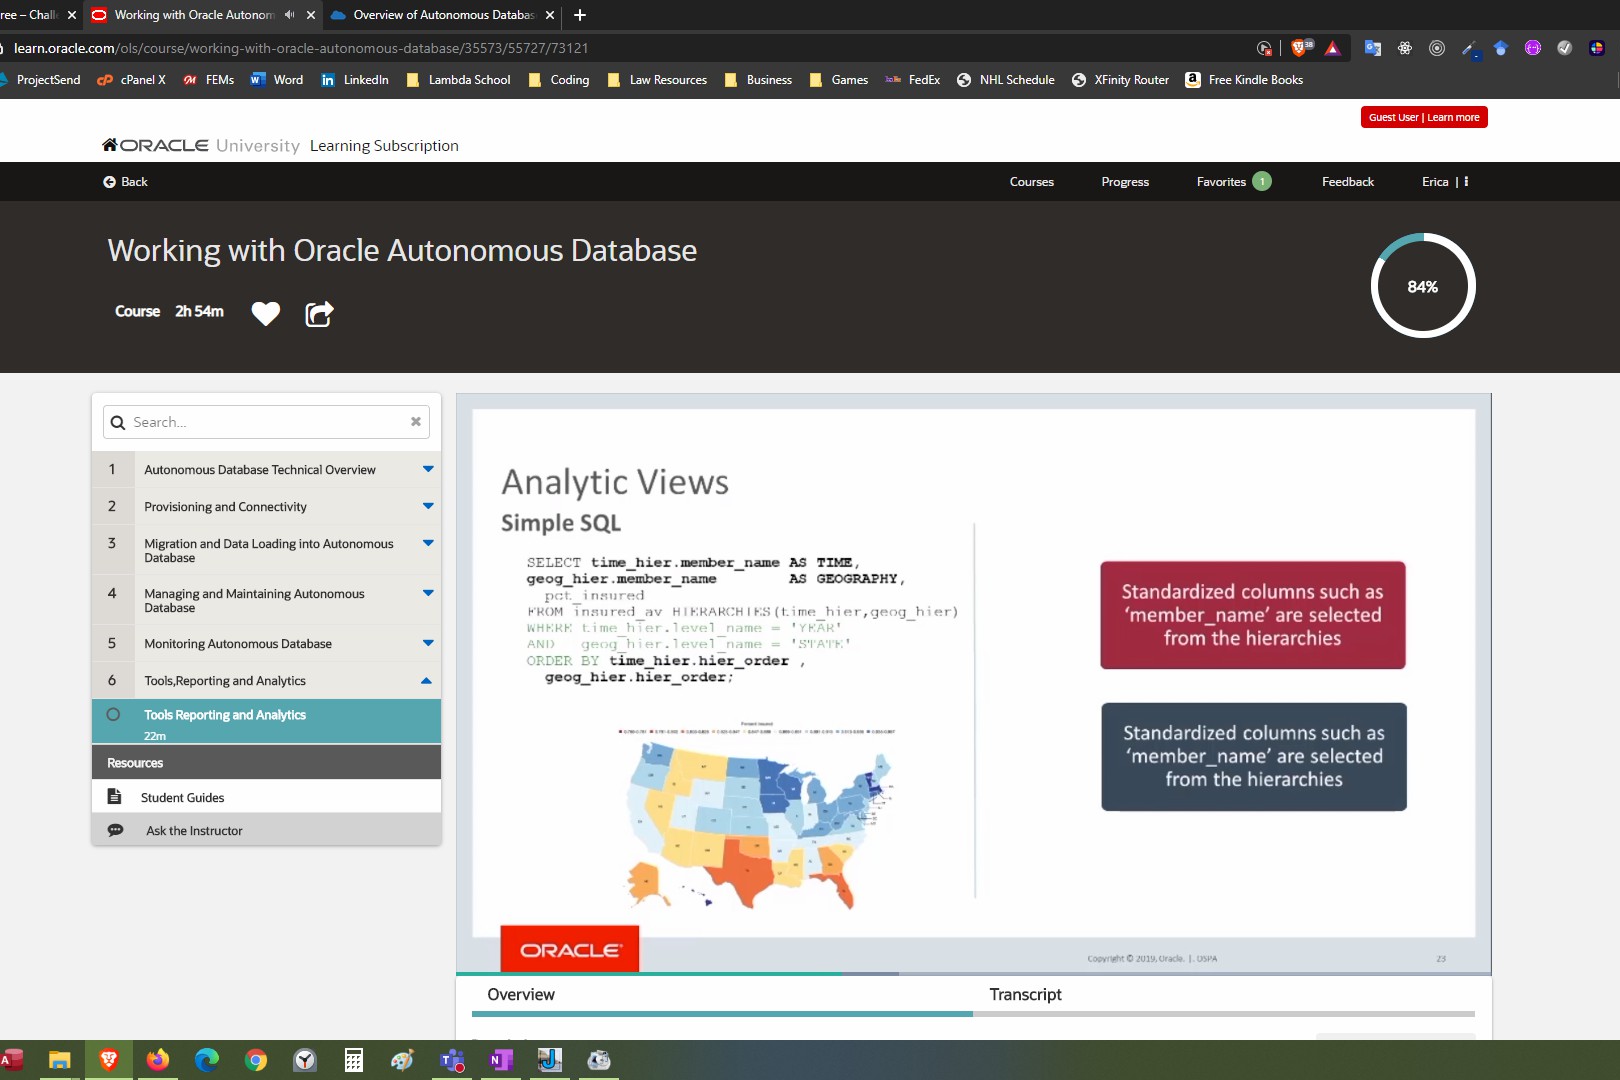 ree – Challe
Working with Oracle Autonom
Overview of Autonomous Databas
learn.oracle.com/ols/course/working-with-oracle-autonomous-database/35573/55727/73121
38
ProjectSend
cPanel X
FEMs
Word
LinkedIn
Lambda School
Coding
Law Resources
Business
Games
FedEx
NHL Schedule
XFinity Router
Free Kindle Books
Guest User | Learn more
ORACLE University Learning Subscription
Back
Courses
Progress
Favorites 1
Feedback
Erica |
Working with Oracle Autonomous Database
Course 2h 54m
84%
Search...
1 Autonomous Database Technical Overview
2 Provisioning and Connectivity
3 Migration and Data Loading into Autonomous
Database
4 Managing and Maintaining Autonomous
Database
5 Monitoring Autonomous Database
6 Tools,Reporting and Analytics
Tools Reporting and Analytics
22m
Resources
Student Guides
Ask the Instructor
Analytic Views
Simple SQL
SELECT time_hier.member_name AS TIME,
geog_hier.member_name AS GEOGRAPHY,
pct_insured
FROM insured_av HIERARCHIES(time_hier,geog_hier)
WHERE time_hier.level_name = 'YEAR'
AND geog_hier.level_name = 'STATE'
ORDER BY time_hier.hier_order ,
geog_hier.hier_order;
Standardized columns such as
‘member_name’ are selected
from the hierarchies
Standardized columns such as
‘member_name’ are selected
from the hierarchies
ORACLE
Copyright © 2019, Oracle. |. DSPA
23
Overview
Transcript